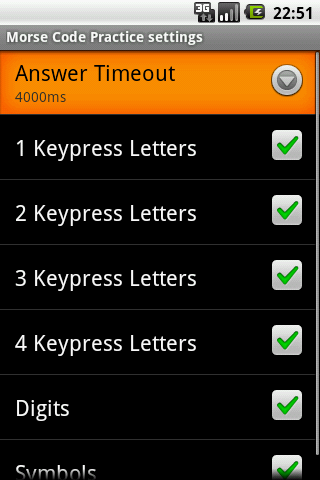 3G 22:51
Morse Code Practice settings
Answer Timeout
4000ms
1 Keypress Letters
2 Keypress Letters
3 Keypress Letters
4 Keypress Letters
Digits
Symbols